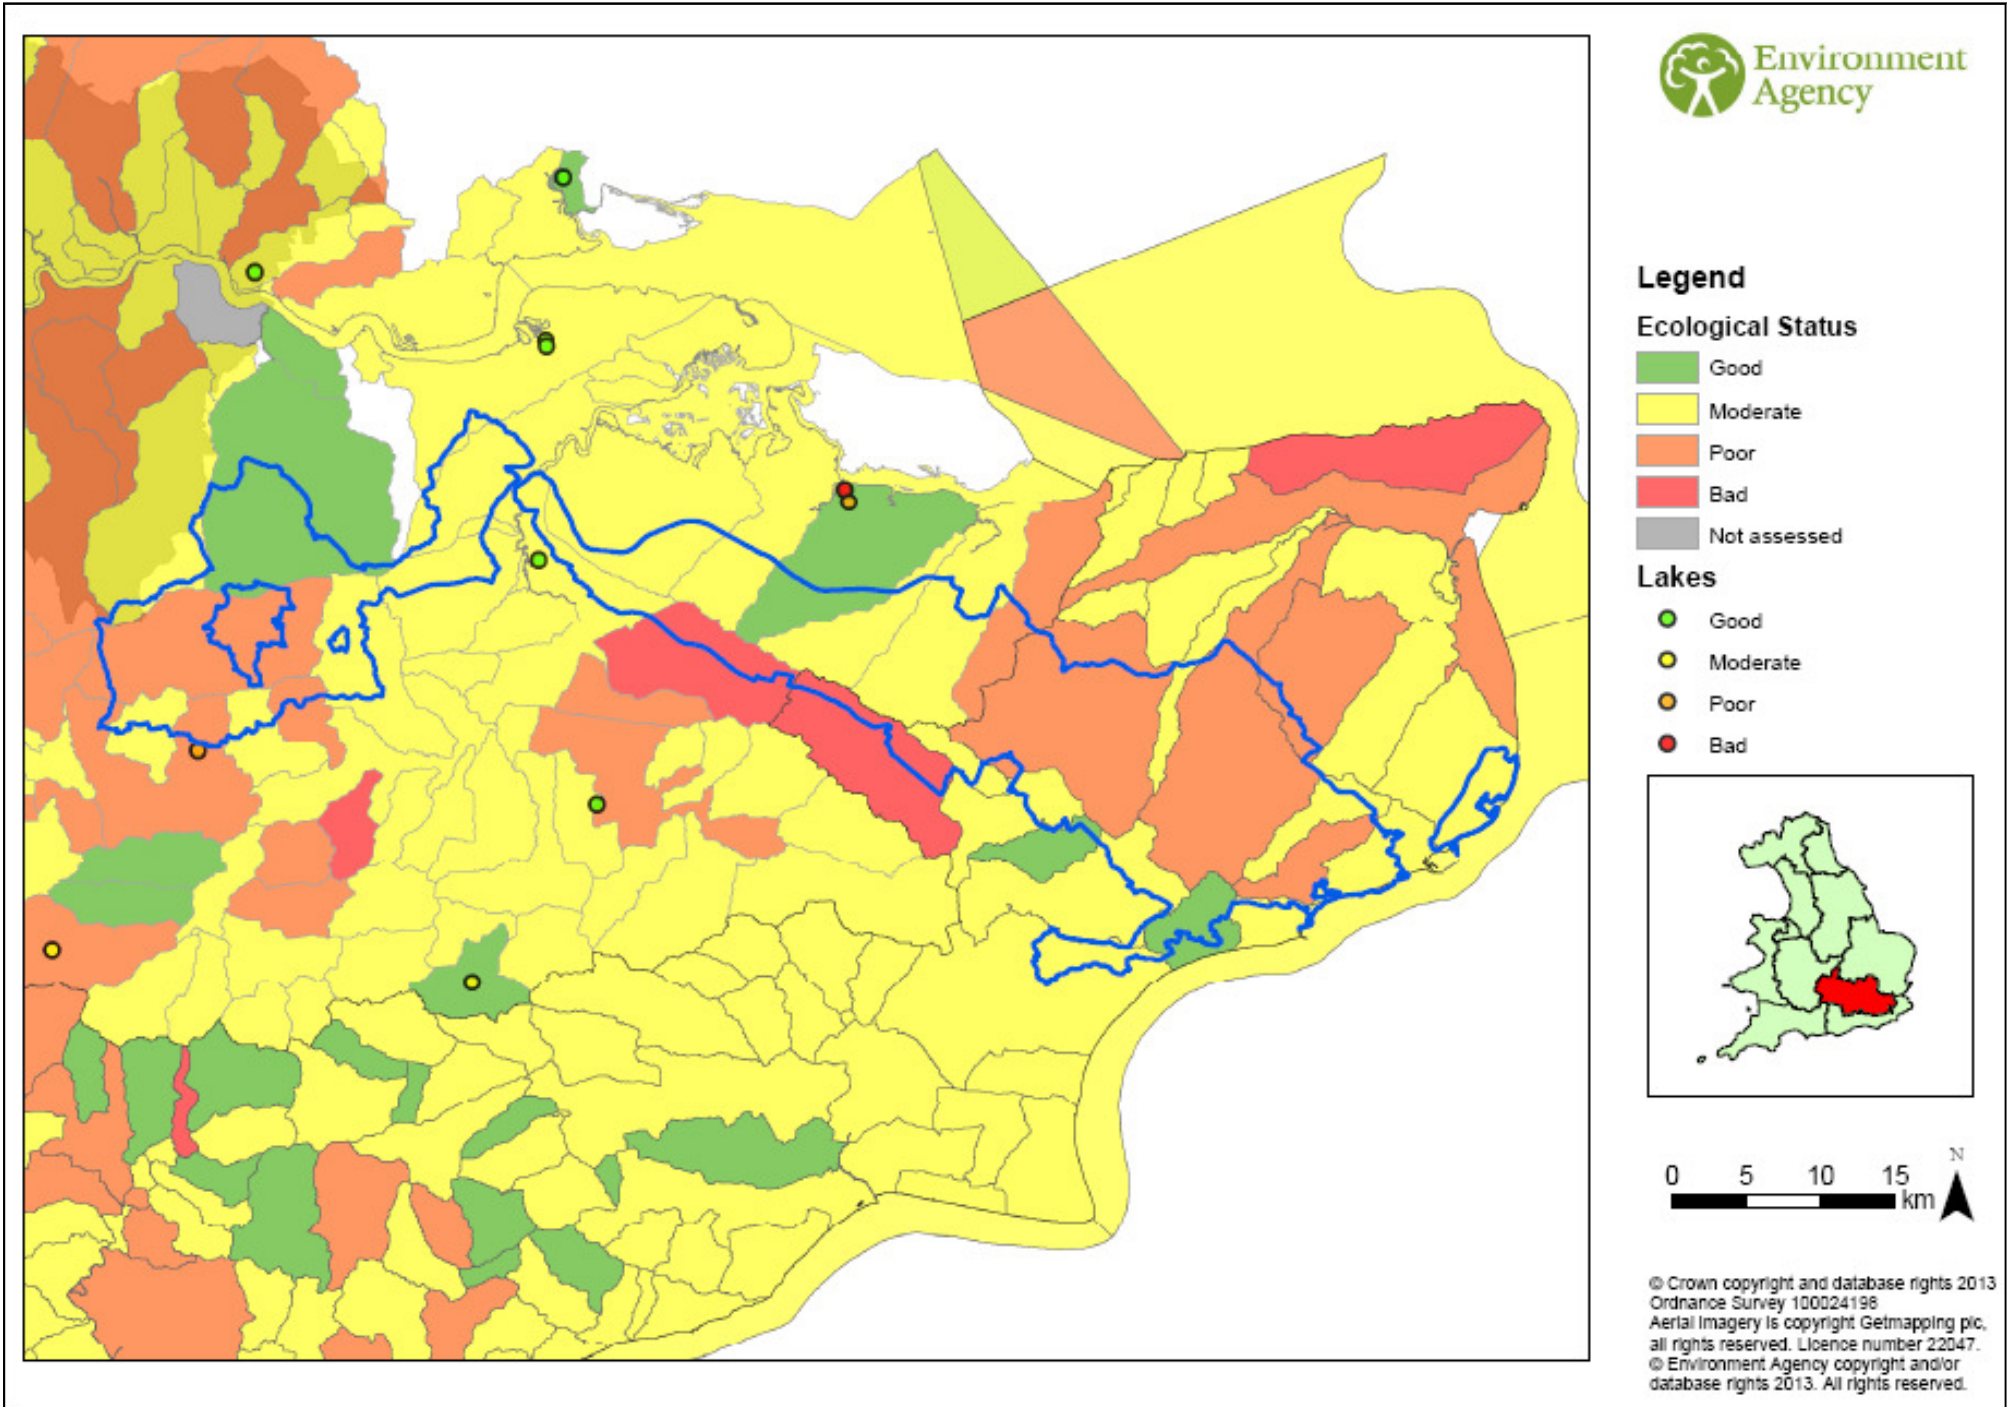 Environment
Agency
Legend
Ecological Status
Good
Moderate
Poor
Bad
Not assessed
Lakes
Good
Moderate
Poor
Bad
N
0 5 10 15
km
© Crown copyright and database rights 2013
Ordnance Survey 100024198
Aerial Imagery is copyright Getmapping plc,
all rights reserved. Licence number 22047.
© Environment Agency copyright and/or
database rights 2013. All rights reserved.